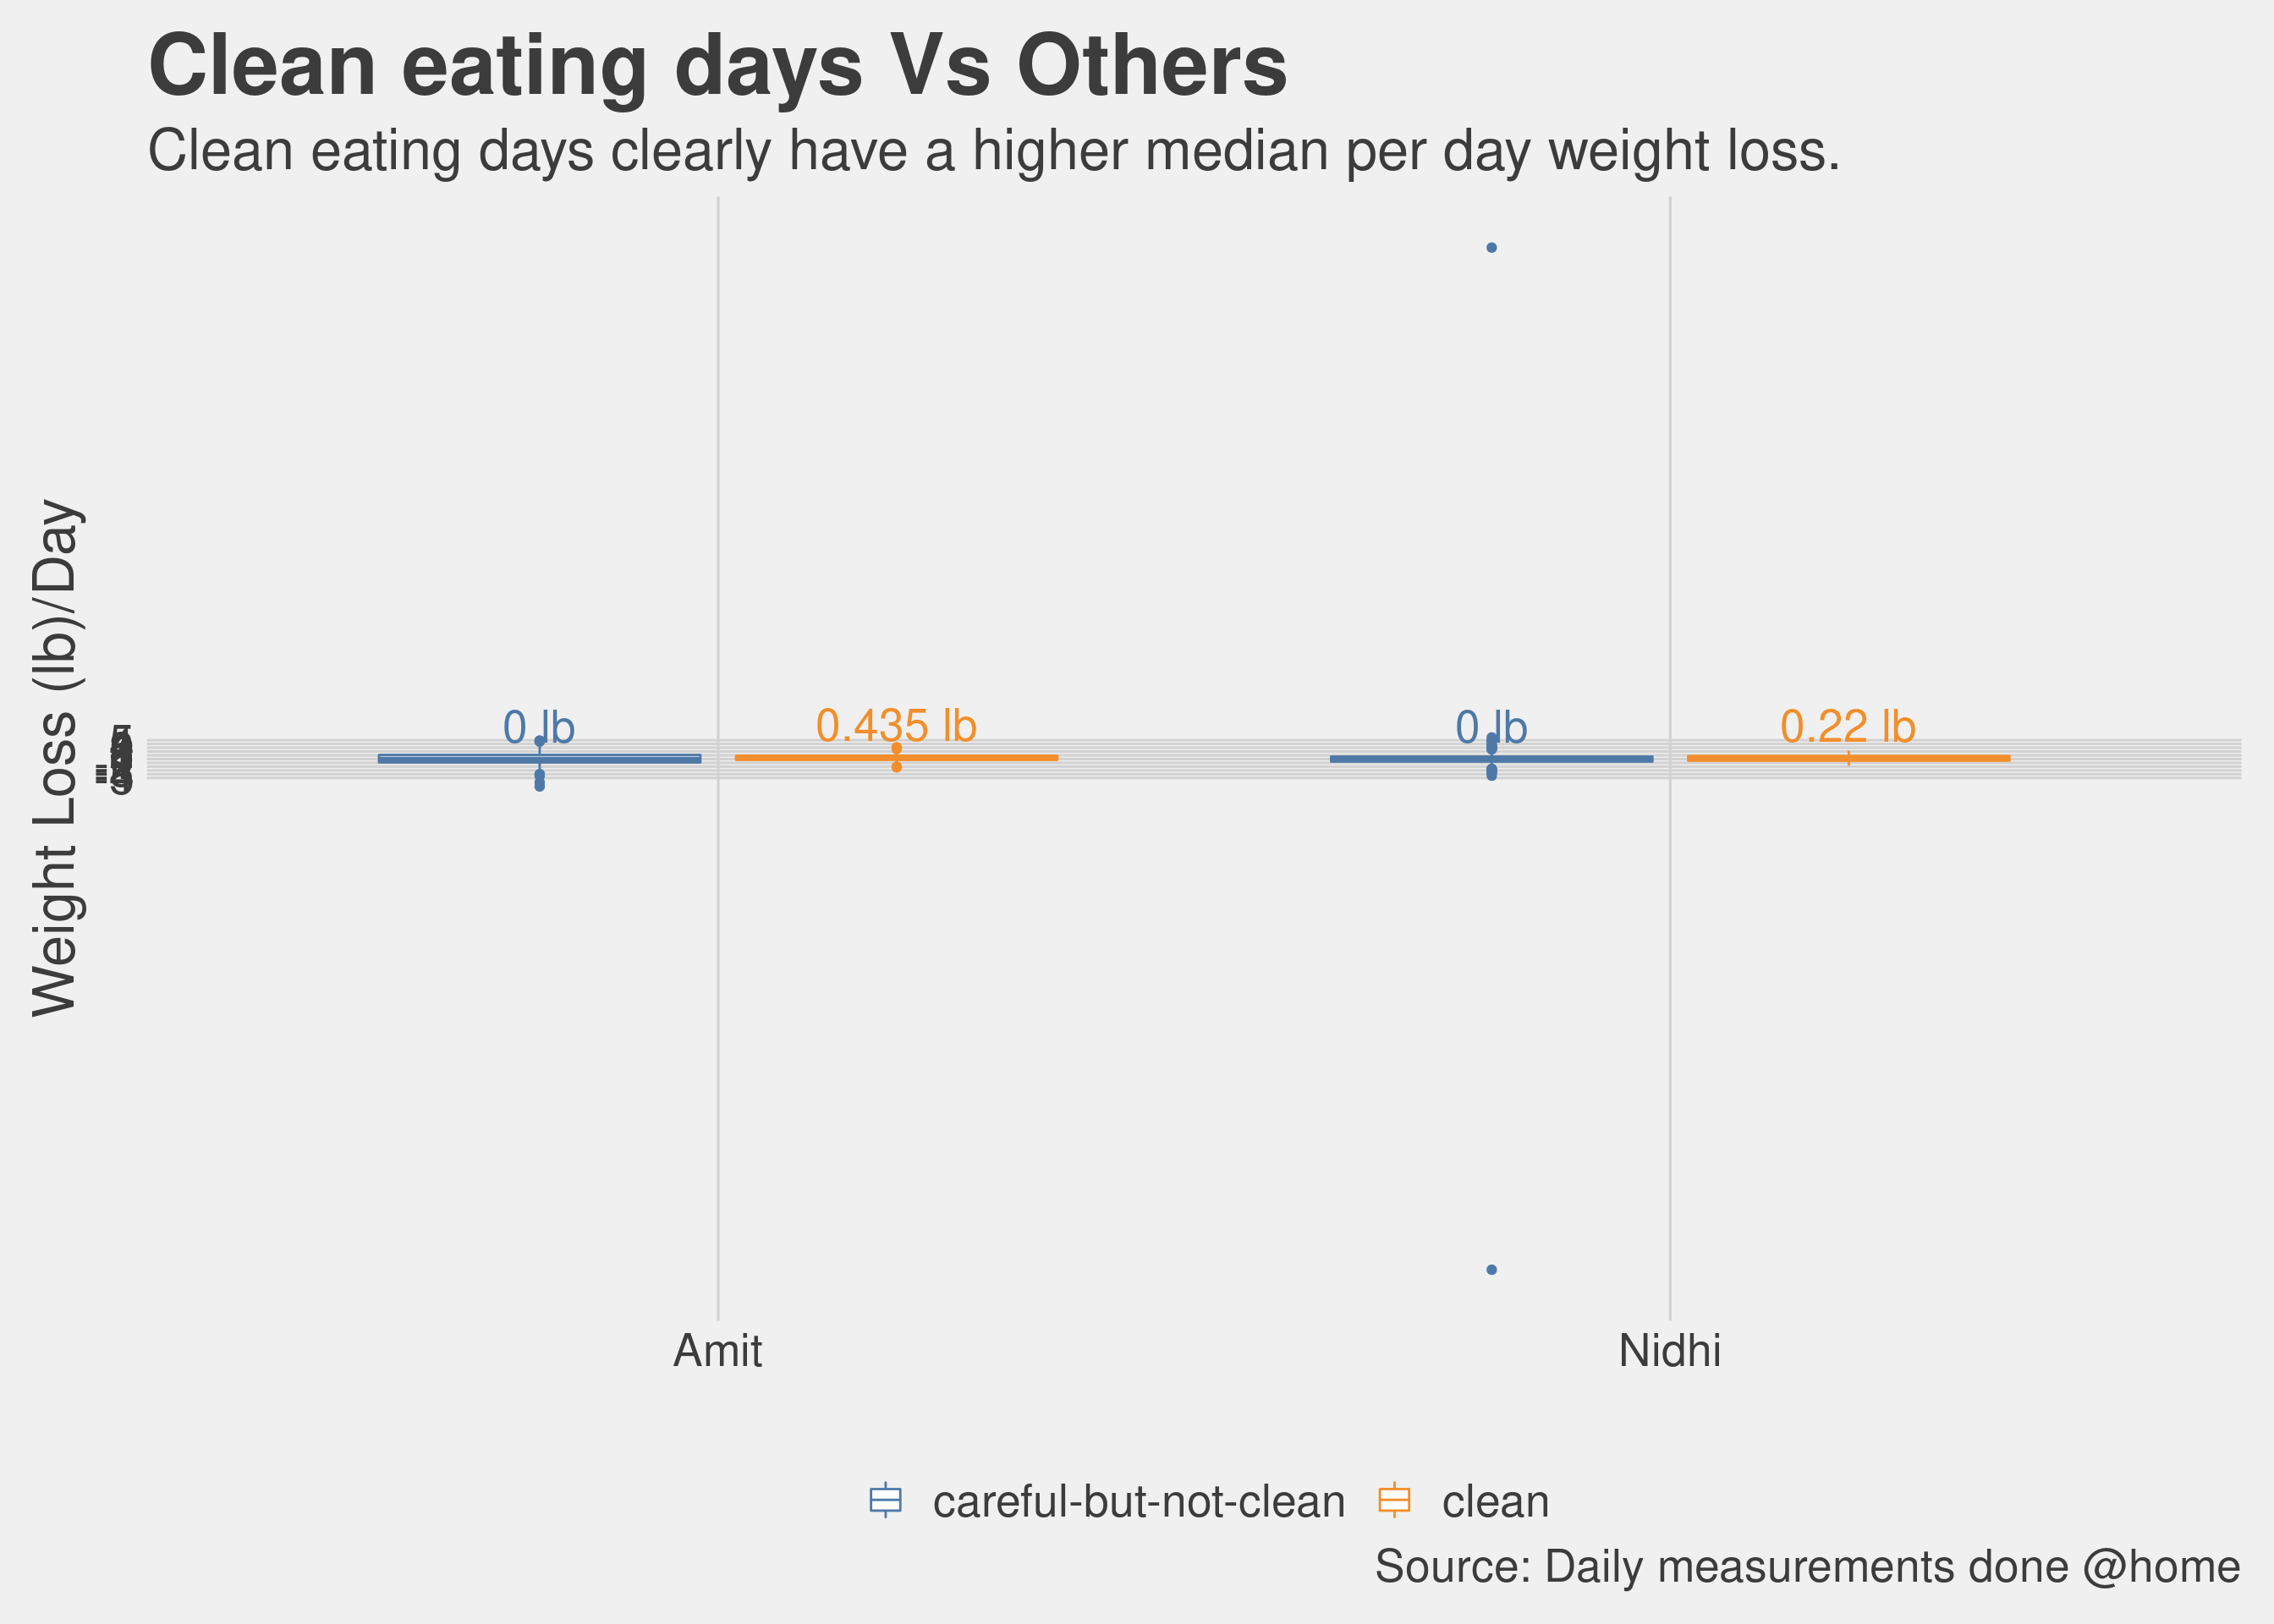 Clean eating days Vs Others
Clean eating days clearly have a higher median per day weight loss.
Weight Loss (lb)/Day
0 lb
0.435 lb
0 lb
0.22 lb
Amit
Nidhi
careful-but-not-clean
clean
Source: Daily measurements done @home